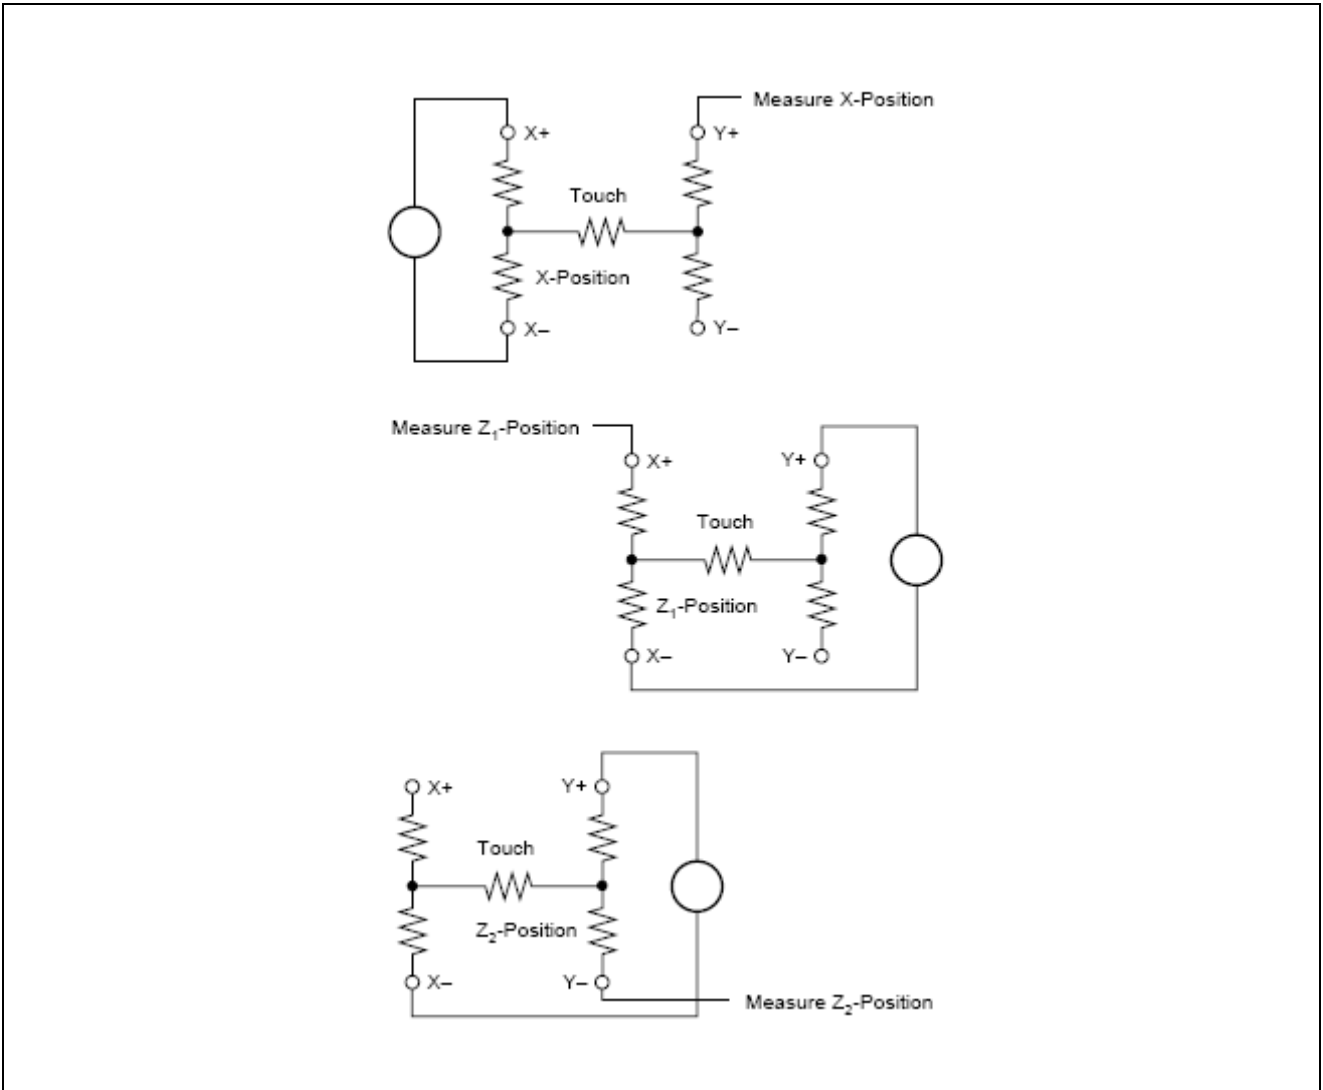 Measure X-Position
X+
Y+
Touch
X-Position
X–
Y–
Measure Z₁-Position
X+
Y+
Touch
Z₁-Position
X–
Y–
X+
Y+
Touch
Z₂-Position
X–
Y–
Measure Z₂-Position